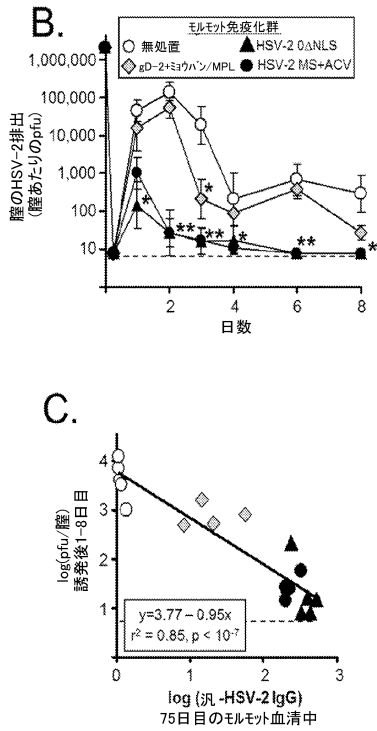 B.
モルモット免疫化群
無処置
HSV-2 0ΔNLS
gD-2+ミョウバン/MPL
HSV-2 MS+ACV
膣のHSV-2排出
(膣あたりのpfu)
1,000,000
100,000
10,000
1,000
100
10
*
**
**
*
*
**
*
0 2 4 6 8
日数
C.
log(pfu/膣)
誘発後1-8日目
4
3
2
1
y=3.77 – 0.95x
r² = 0.85, p < 10⁻⁷
0 1 2 3
log (汎-HSV-2 IgG)
75日目のモルモット血清中